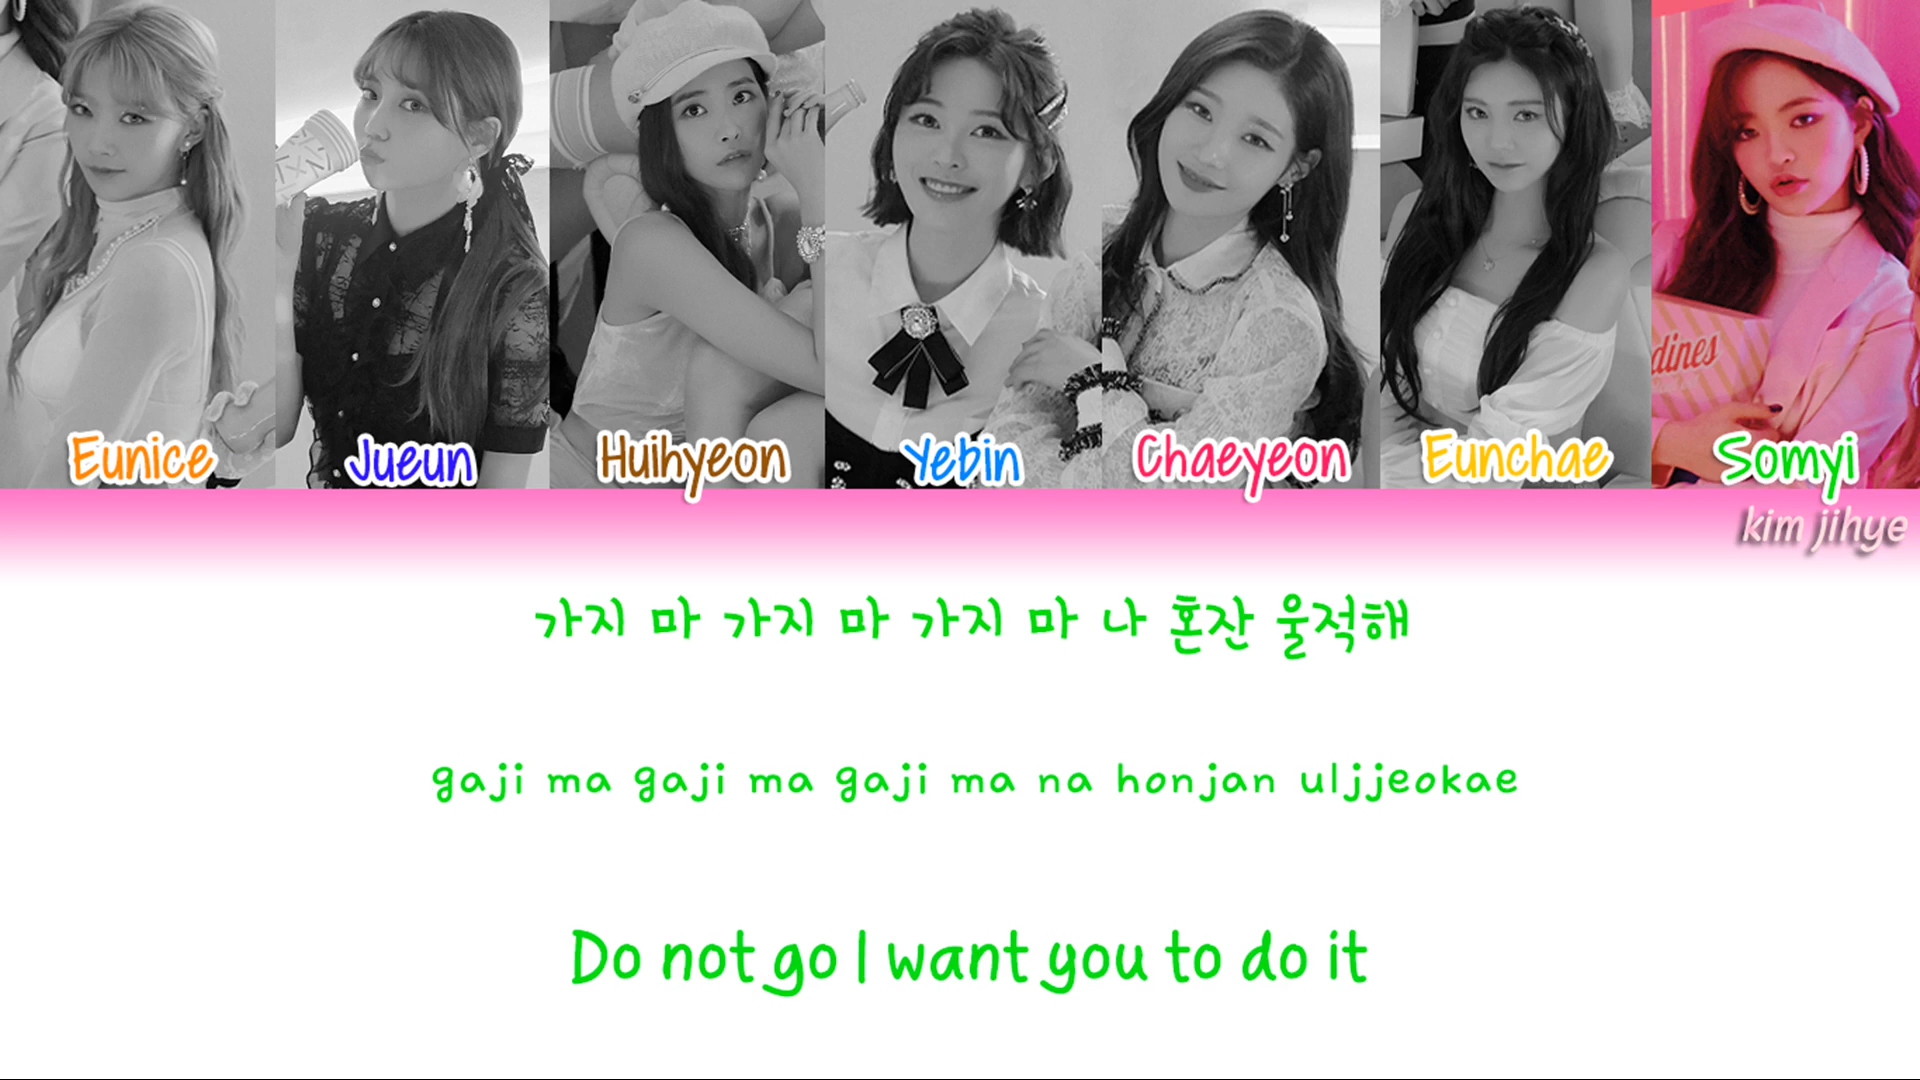 Eunice Jueun Huihyeon Yebin Chaeyeon Eunchae Somyi
dines
kim jihye
가지 마 가지 마 가지 마 나 혼잔 울적해
gaji ma gaji ma gaji ma na honjan uljjeokae
Do not go I want you to do it